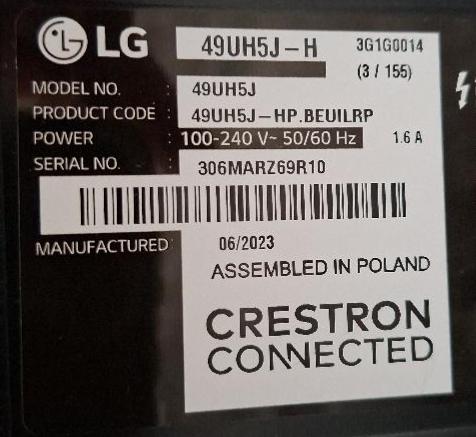 LG 49UH5J-H 3G1G0014
(3 / 155)
MODEL NO. : 49UH5J
PRODUCT CODE : 49UH5J-HP.BEUILRP
POWER : 100-240 V~ 50/60 Hz 1.6 A
SERIAL NO. : 306MARZ69R10
MANUFACTURED : 06/2023
ASSEMBLED IN POLAND
CRESTRON
CONNECTED